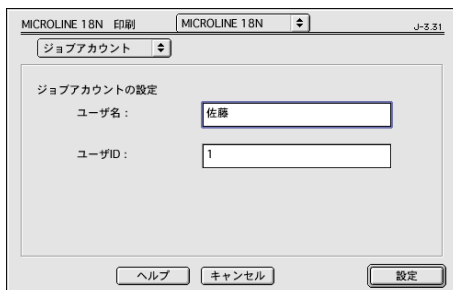 MICROLINE 18N 印刷 MICROLINE 18N J-3.31
ジョブアカウント
ジョブアカウントの設定
ユーザ名： 佐藤
ユーザID： 1
ヘルプ キャンセル 設定